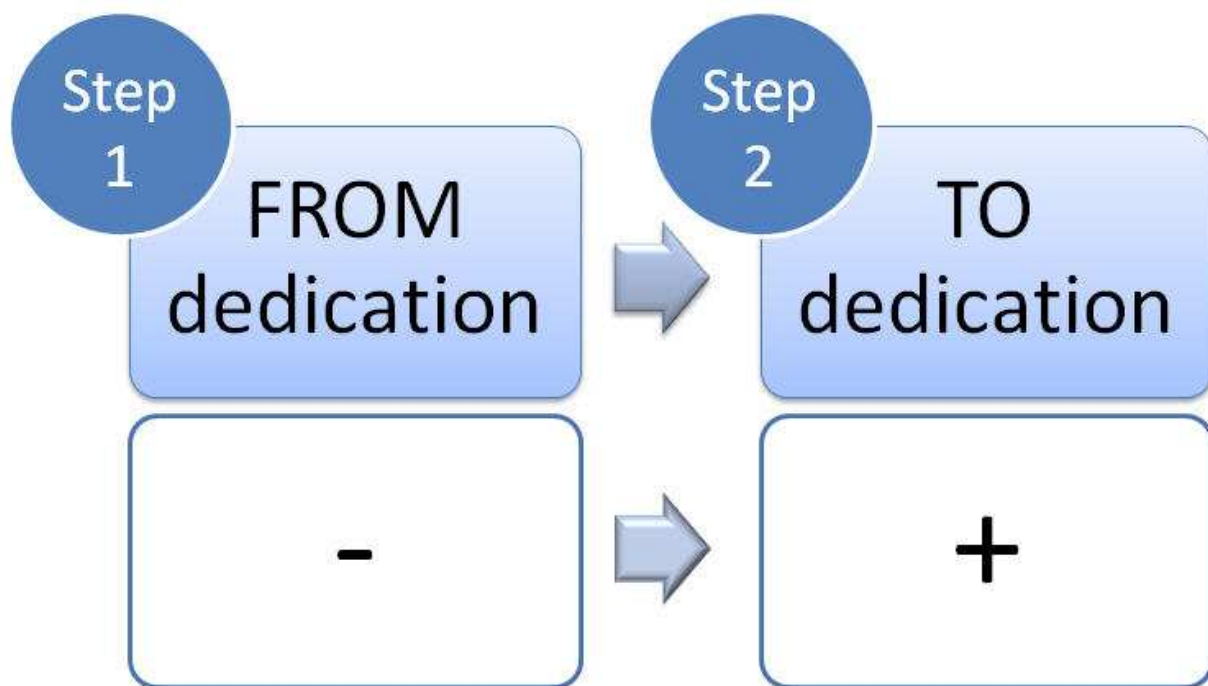 Step
1
FROM
dedication
Step
2
TO
dedication
-
+